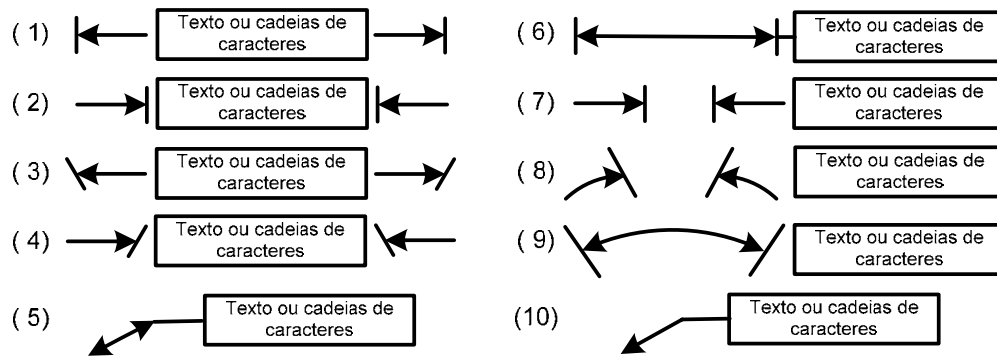 ( 1) Texto ou cadeias de
caracteres
( 2) Texto ou cadeias de
caracteres
( 3) Texto ou cadeias de
caracteres
( 4) Texto ou cadeias de
caracteres
( 5) Texto ou cadeias de
caracteres
( 6) Texto ou cadeias de
caracteres
( 7) Texto ou cadeias de
caracteres
( 8) Texto ou cadeias de
caracteres
( 9) Texto ou cadeias de
caracteres
(10) Texto ou cadeias de
caracteres